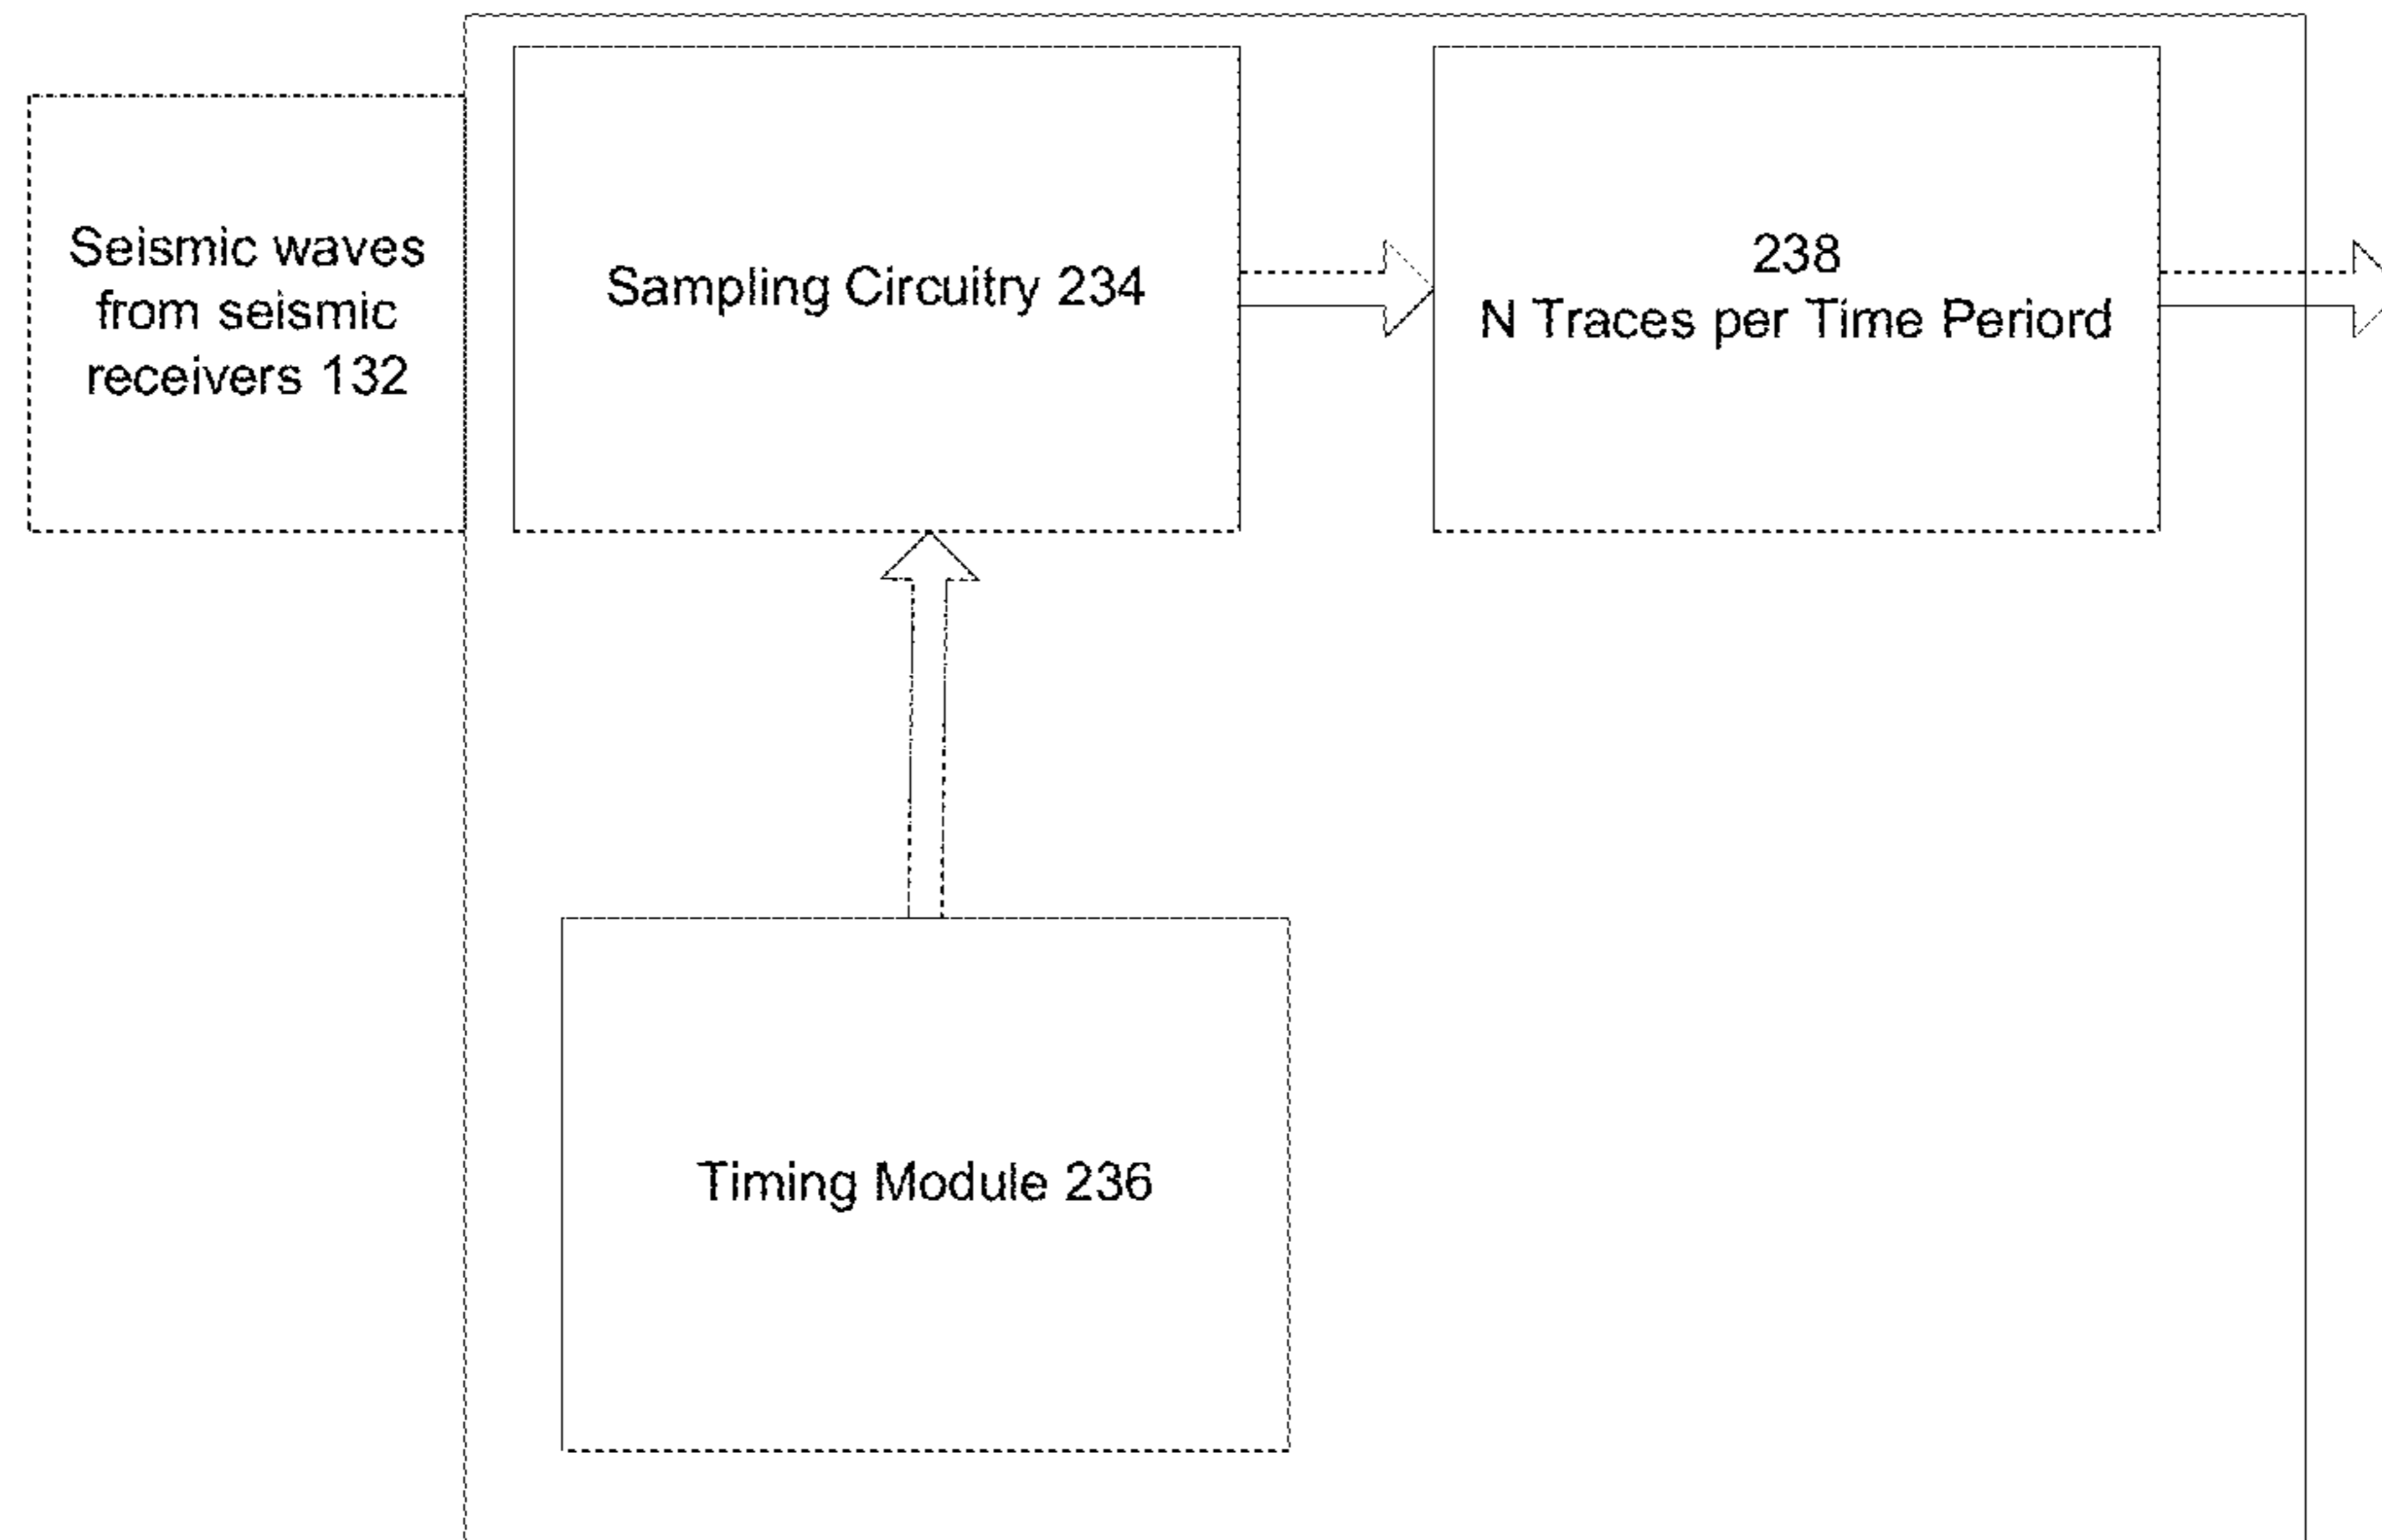 Seismic waves
from seismic
receivers 132
Sampling Circuitry 234
238
N Traces per Time Periord
Timing Module 236